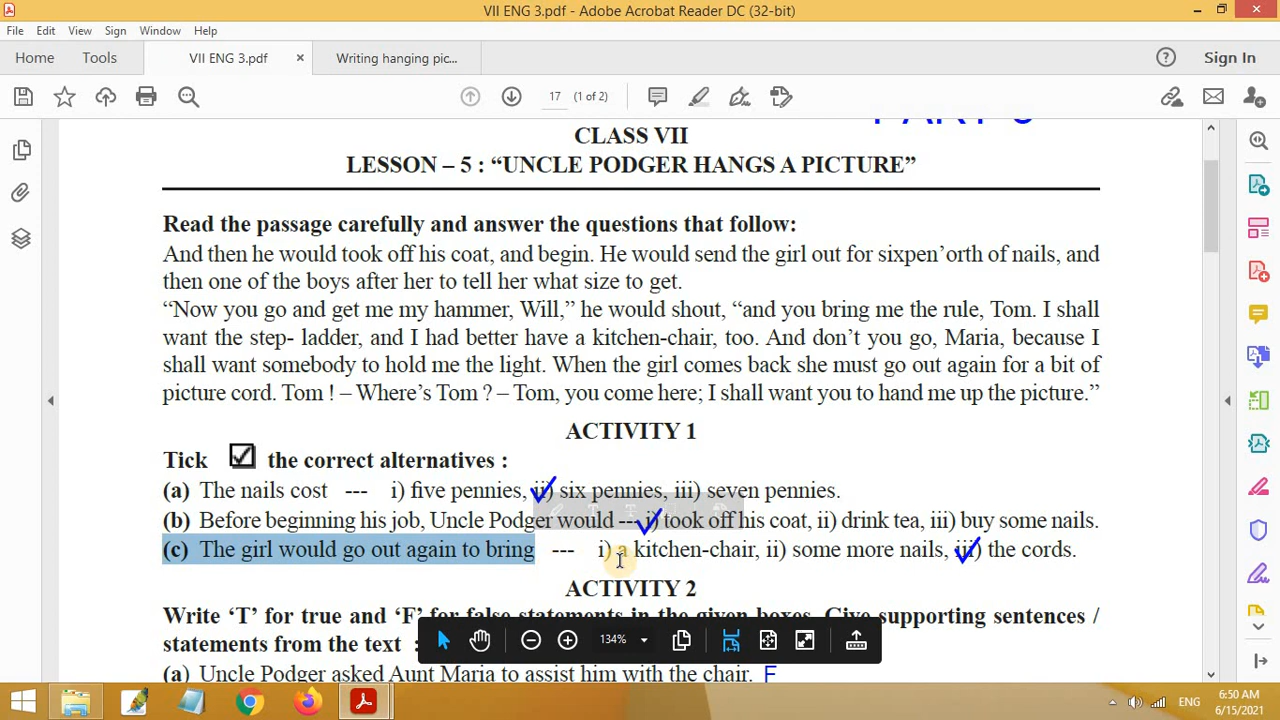 VII ENG 3.pdf - Adobe Acrobat Reader DC (32-bit)
File Edit View Sign Window Help
Home Tools VII ENG 3.pdf × Writing hanging pic... ? Sign In
17 (1 of 2)
CLASS VII
LESSON – 5 : “UNCLE PODGER HANGS A PICTURE”
Read the passage carefully and answer the questions that follow:
And then he would took off his coat, and begin. He would send the girl out for sixpen’orth of nails, and
then one of the boys after her to tell her what size to get.
“Now you go and get me my hammer, Will,” he would shout, “and you bring me the rule, Tom. I shall
want the step- ladder, and I had better have a kitchen-chair, too. And don’t you go, Maria, because I
shall want somebody to hold me the light. When the girl comes back she must go out again for a bit of
picture cord. Tom ! – Where’s Tom ? – Tom, you come here; I shall want you to hand me up the picture.”
ACTIVITY 1
Tick ☑ the correct alternatives :
(a) The nails cost --- i) five pennies, ii) six pennies, iii) seven pennies.
(b) Before beginning his job, Uncle Podger would --- i) took off his coat, ii) drink tea, iii) buy some nails.
(c) The girl would go out again to bring --- i) a kitchen-chair, ii) some more nails, iii) the cords.
ACTIVITY 2
Write ‘T’ for true and ‘F’ for false statements in the given boxes. Give supporting sentences /
statements from the text :
134%
(a) Uncle Podger asked Aunt Maria to assist him with the chair. F
ENG
6:50 AM
6/15/2021